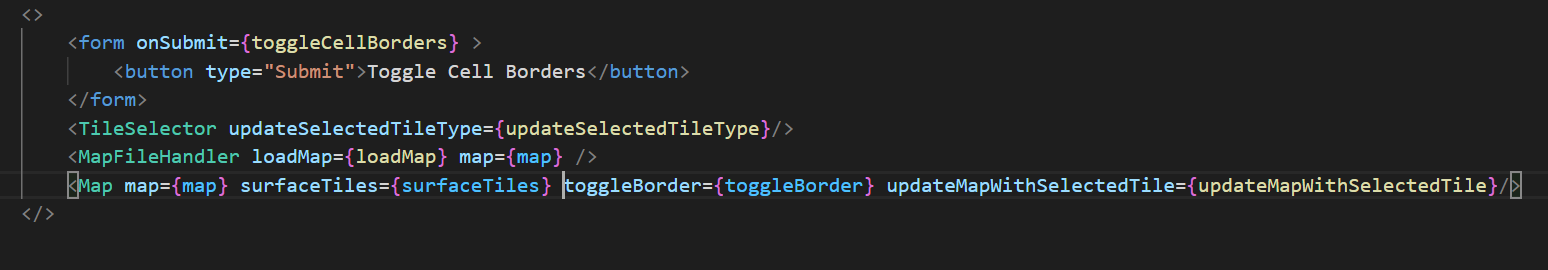 <>
<form onSubmit={toggleCellBorders} >
<button type="Submit">Toggle Cell Borders</button>
</form>
<TileSelector updateSelectedTileType={updateSelectedTileType}/>
<MapFileHandler loadMap={loadMap} map={map} />
<Map map={map} surfaceTiles={surfaceTiles} toggleBorder={toggleBorder} updateMapWithSelectedTile={updateMapWithSelectedTile}/>
</>